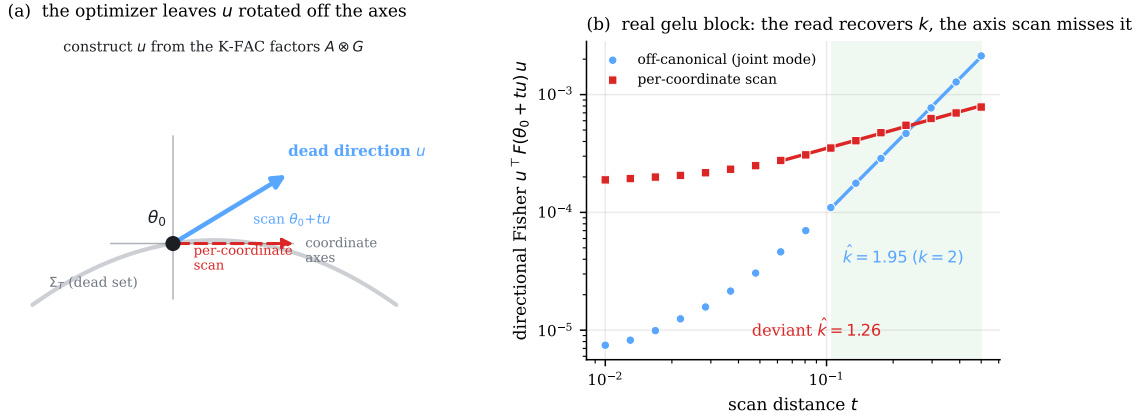 (a)  the optimizer leaves u rotated off the axes
construct u from the K-FAC factors A ⊗ G
dead direction u
θ₀
scan θ₀+tu
per-coordinate
scan
coordinate
axes
Σ_T (dead set)
(b)  real gelu block: the read recovers k, the axis scan misses it
off-canonical (joint mode)
per-coordinate scan
directional Fisher u⊤F(θ₀ + tu) u
10⁻³
10⁻⁴
10⁻⁵
k̂ = 1.95 (k = 2)
deviant k̂ = 1.26
10⁻²
10⁻¹
scan distance t